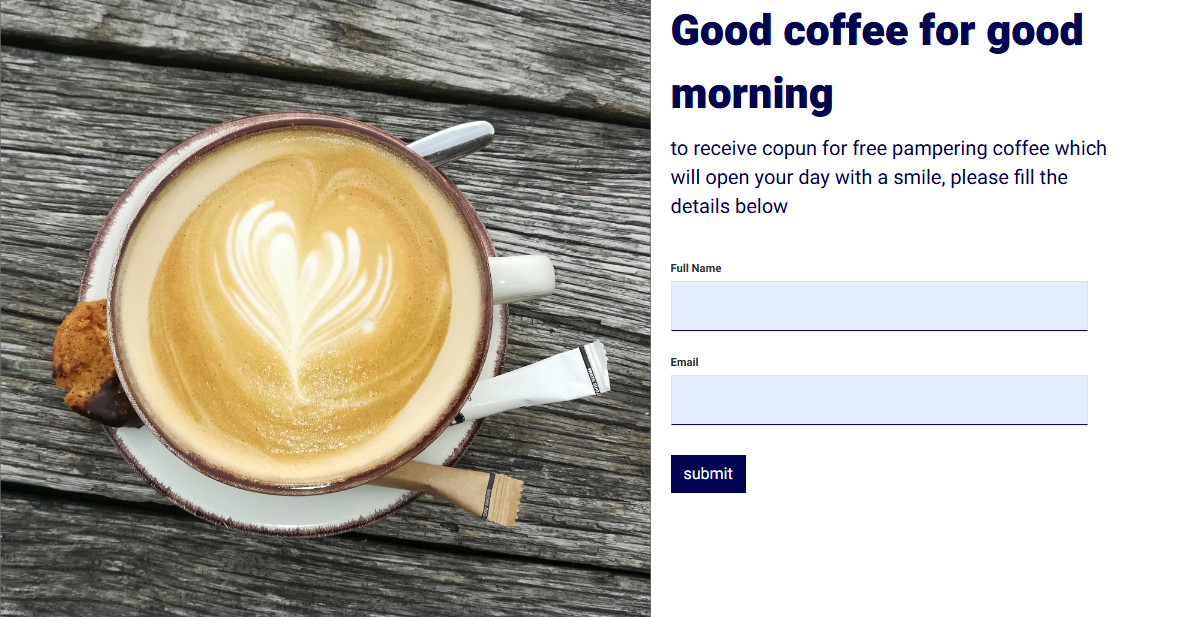 Good coffee for good
morning
to receive copun for free pampering coffee which
will open your day with a smile, please fill the
details below
Full Name
Email
submit